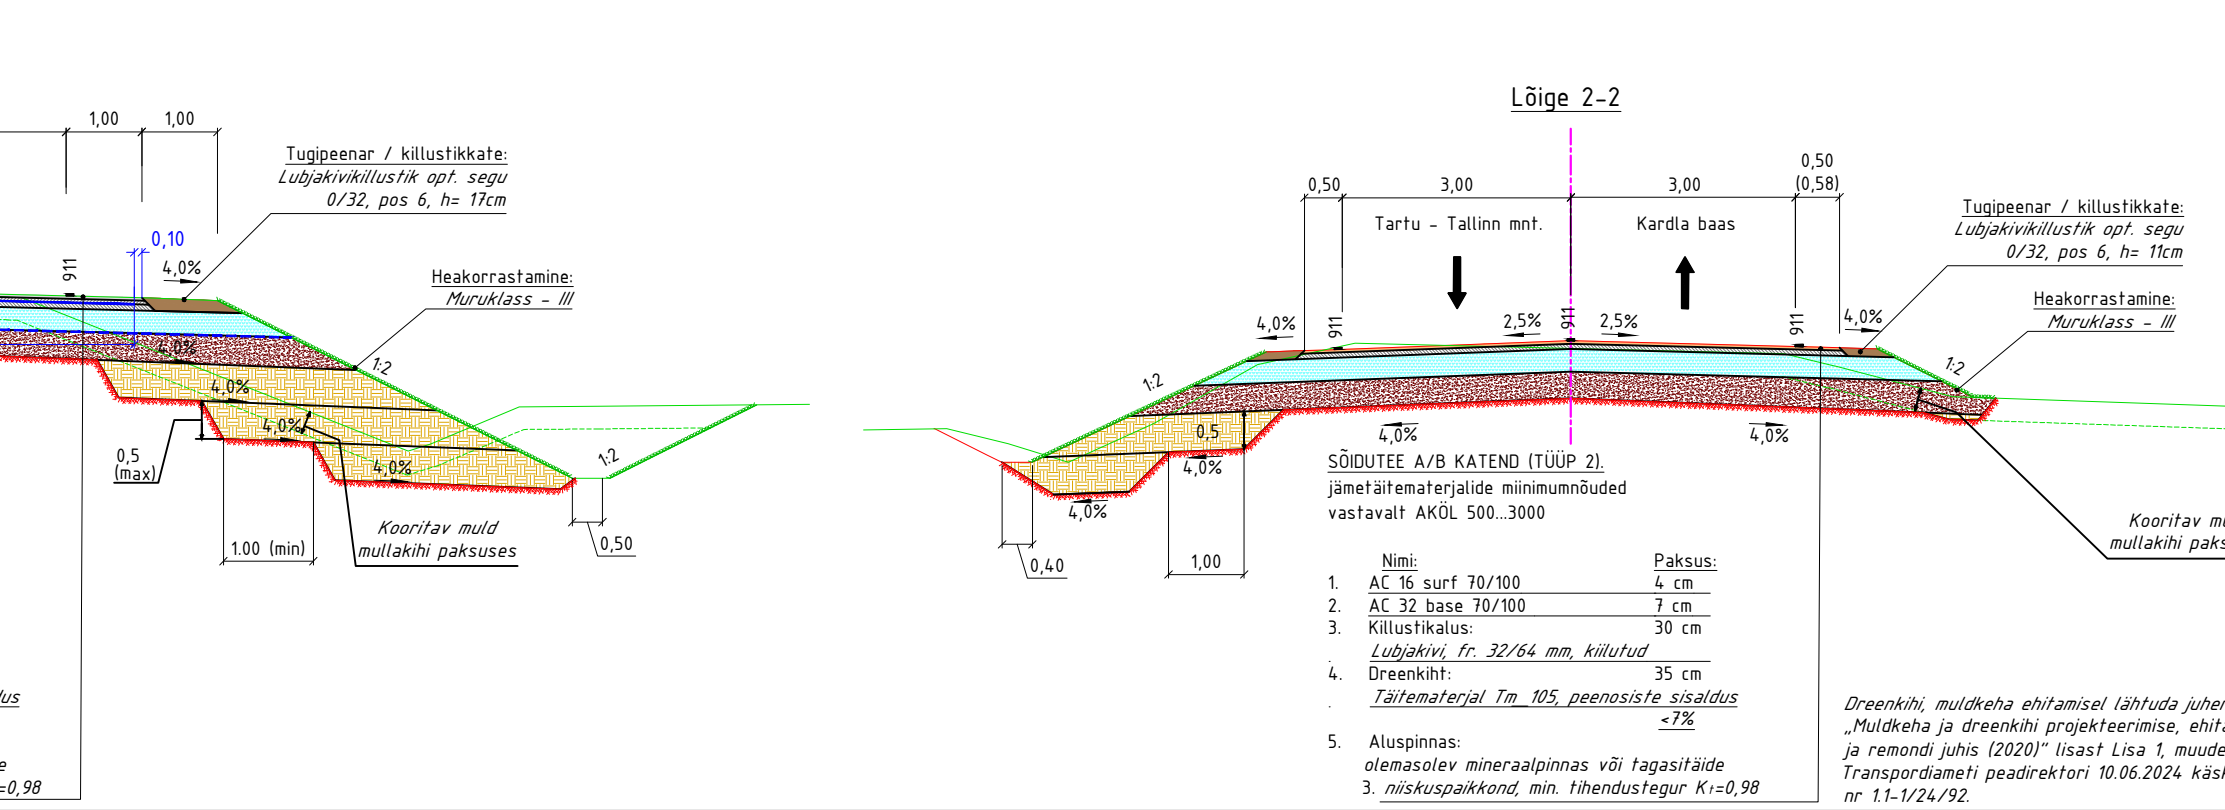 1,00
1,00
Tugipeenar / killustikkate:
Lubjakivikillustik opt. segu
0/32, pos 6, h= 17cm
0,10
911
4,0%
Heakorrastamine:
Muruklass - III
4,0%
1:2
4,0%
4,0%
0,5
(max)
4,0%
1:2
Kooritav muld
mullakihi paksuses
1.00 (min)
0,50
=0,98
Lõige 2-2
0,50
3,00
3,00
0,50
(0,58)
Tartu - Tallinn mnt.
Kardla baas
Tugipeenar / killustikkate:
Lubjakivikillustik opt. segu
0/32, pos 6, h= 11cm
Heakorrastamine:
Muruklass - III
4,0%
911
2,5%
911
2,5%
911
4,0%
1:2
1:2
0,5
4,0%
4,0%
4,0%
4,0%
0,40
1,00
Kooritav
SÕIDUTEE A/B KATEND (TÜÜP 2).
jämetäitematerjalide miinimumnõuded
vastavalt AKÖL 500...3000
Nimi: Paksus:
1. AC 16 surf 70/100 4 cm
2. AC 32 base 70/100 7 cm
3. Killustikalus: 30 cm
Lubjakivi, fr. 32/64 mm, kiilutud
4. Dreenkiht: 35 cm
Täitematerjal Tm_105, peenosiste sisaldus
<7%
5. Aluspinnas:
olemasolev mineraalpinnas või tagasitäide
3. niiskuspaikkond, min. tihendustegur Kt=0,98
Dreenkihi, muldkeha ehitamisel lähtuda
„Muldkeha ja dreenkihi projekteerimise,
ja remondi juhis (2020)" lisast Lisa 1,
Transpordiameti peadirektori 10.06.2024
nr 1.1-1/24/92.